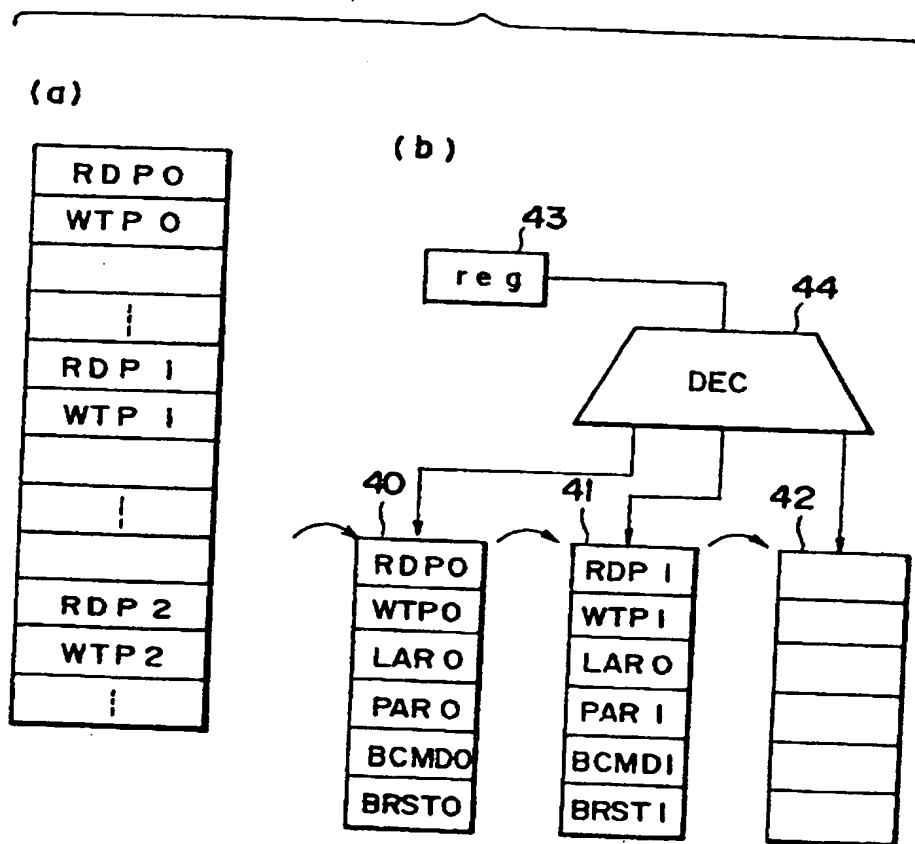 (a)
RDP0
WTP0
RDP1
WTP1
RDP2
WTP2
(b)
43
reg
44
DEC
40
RDP0
WTP0
LAR0
PAR0
BCMD0
BRST0
41
RDP1
WTP1
LAR0
PAR1
BCMD1
BRST1
42